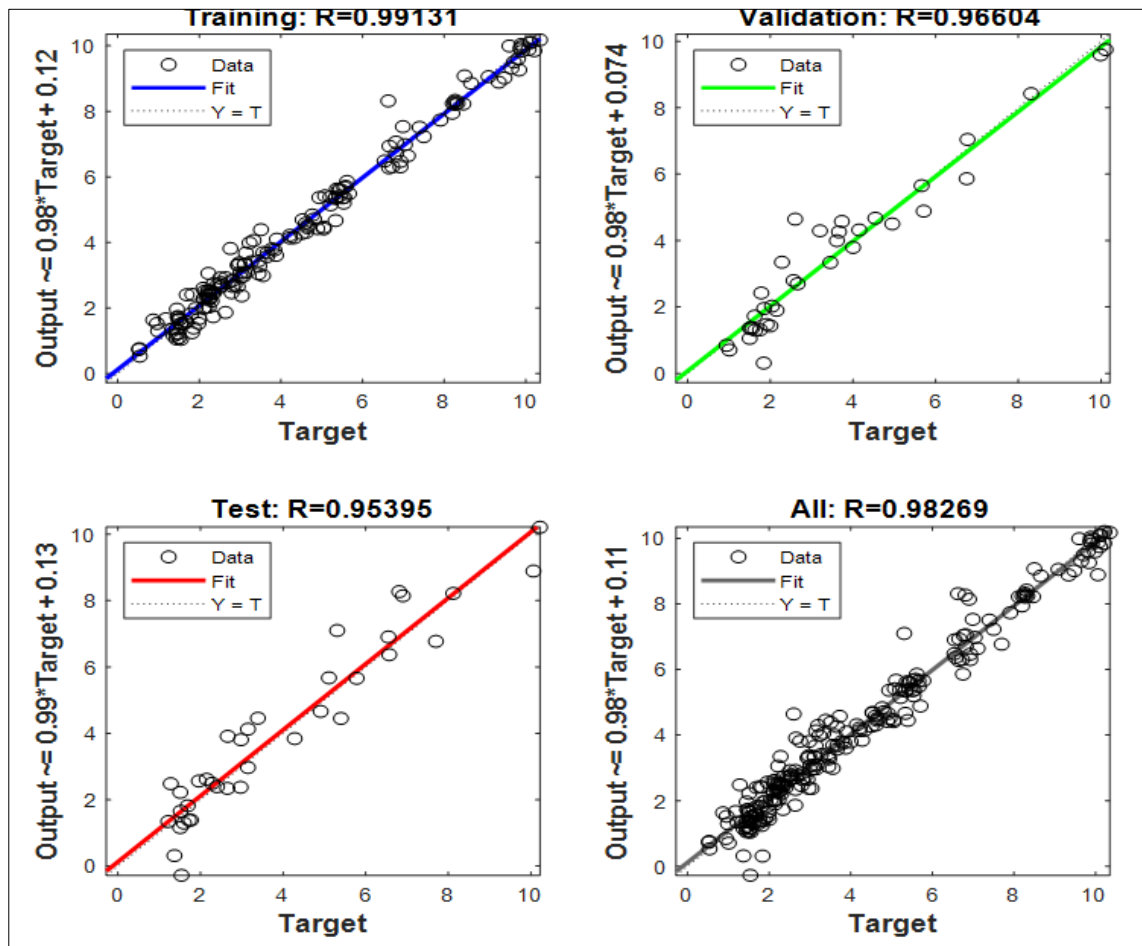 Training: R=0.99131
Output ~= 0.98*Target + 0.12
10
8
6
4
2
0
Data
Fit
Y = T
0 2 4 6 8 10
Target
Validation: R=0.96604
Output ~= 0.98*Target + 0.074
10
8
6
4
2
0
Data
Fit
Y = T
0 2 4 6 8 10
Target
Test: R=0.95395
Output ~= 0.99*Target + 0.13
10
8
6
4
2
0
Data
Fit
Y = T
0 2 4 6 8 10
Target
All: R=0.98269
Output ~= 0.98*Target + 0.11
10
8
6
4
2
0
Data
Fit
Y = T
0 2 4 6 8 10
Target